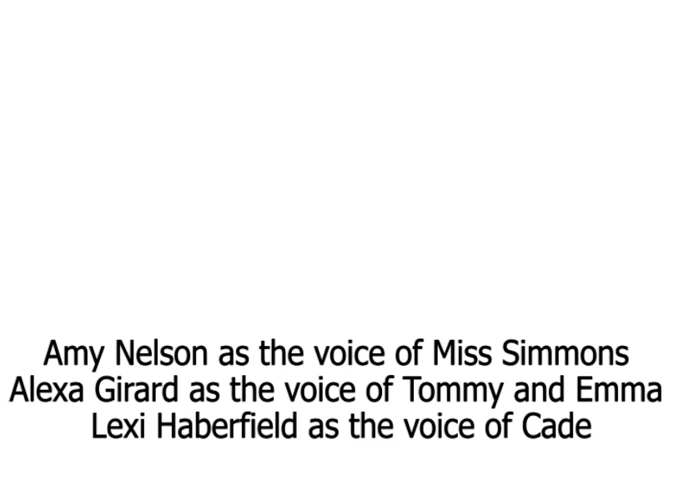 Amy Nelson as the voice of Miss Simmons
Alexa Girard as the voice of Tommy and Emma
Lexi Haberfield as the voice of Cade